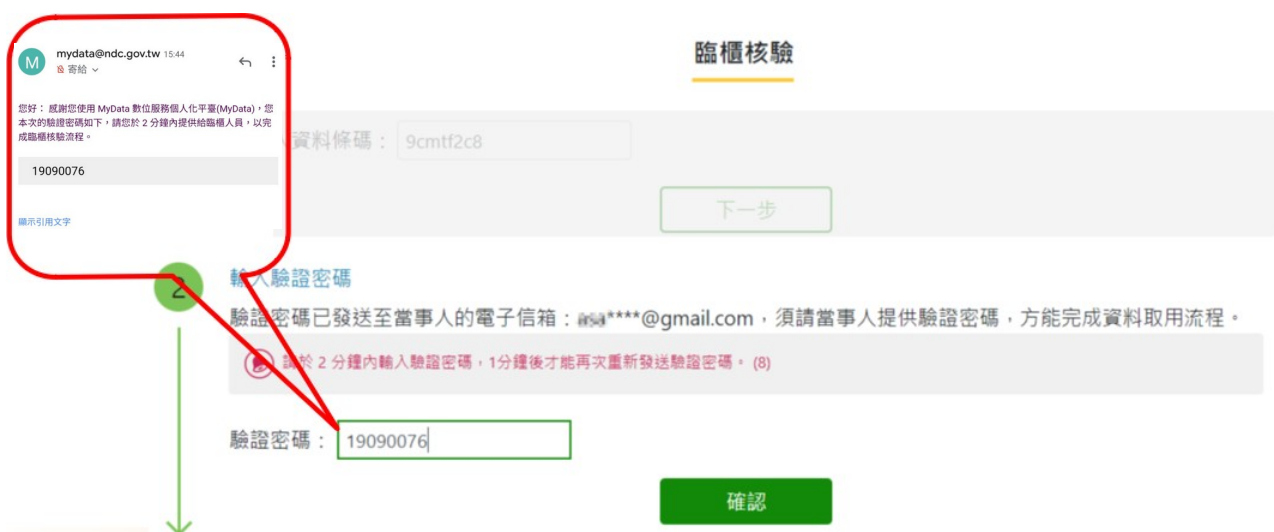 M
mydata@ndc.gov.tw 15:44
寄給
您好: 感謝您使用 MyData 數位服務個人化平臺(MyData),您
本次的驗證密碼如下,請您於 2 分鐘內提供給臨櫃人員,以完
成臨櫃核驗流程。
19090076
顯示引用文字
臨櫃核驗
資料條碼: 9cmtf2c8
下一步
2
輸入驗證密碼
驗證密碼已發送至當事人的電子信箱:****@gmail.com,須請當事人提供驗證密碼,方能完成資料取用流程。
請於 2 分鐘內輸入驗證密碼,1分鐘後才能再次重新發送驗證密碼。 (8)
驗證密碼: 19090076
確認